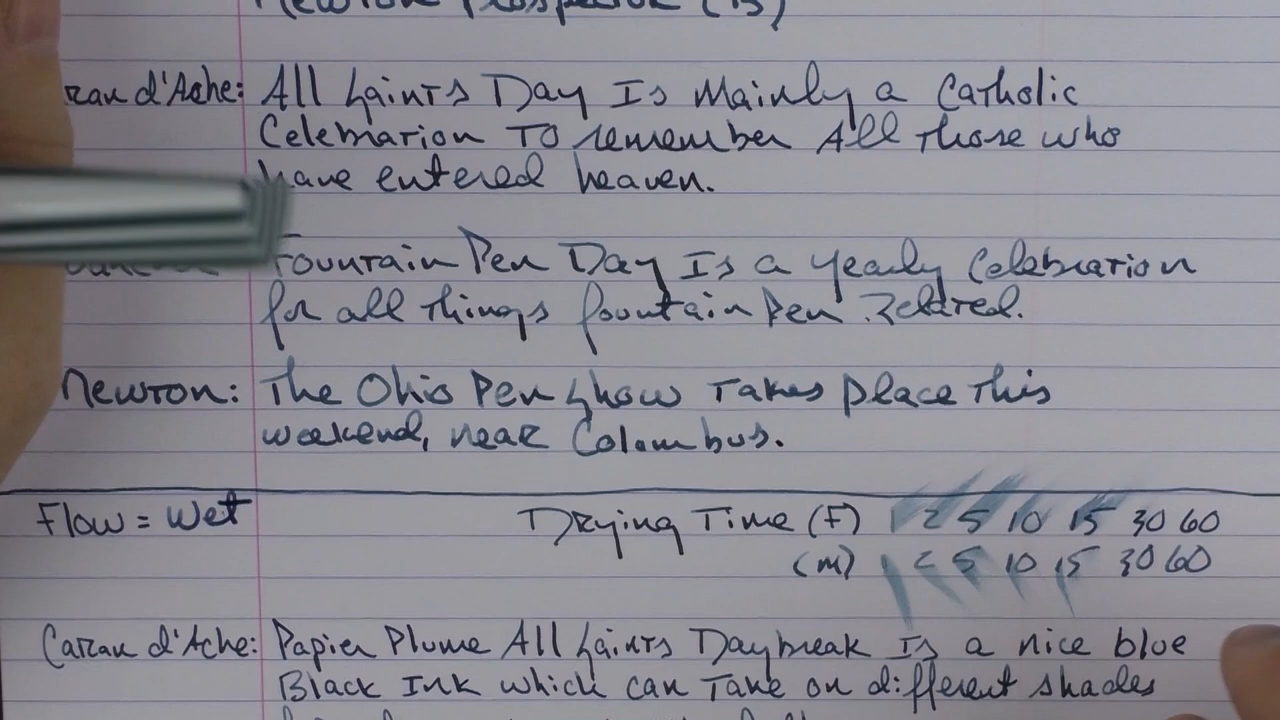 Newton Prospector (B)
ran d'Ache: All Saints Day Is Mainly a Catholic
Celebration To remember All those who
have entered heaven.
Fountain Pen Day Is a yearly Celebration
for all things fountain Pen Related.
Newton: The Ohio Pen Show Takes place this
weekend, near Columbus.
Flow = Wet Drying Time (F) 1 2 5 10 15 30 60
(M) 1 2 5 10 15 30 60
Caran d'Ache: Papier Plume All Saints Daybreak Is a nice blue
Black Ink which can Take on different shades